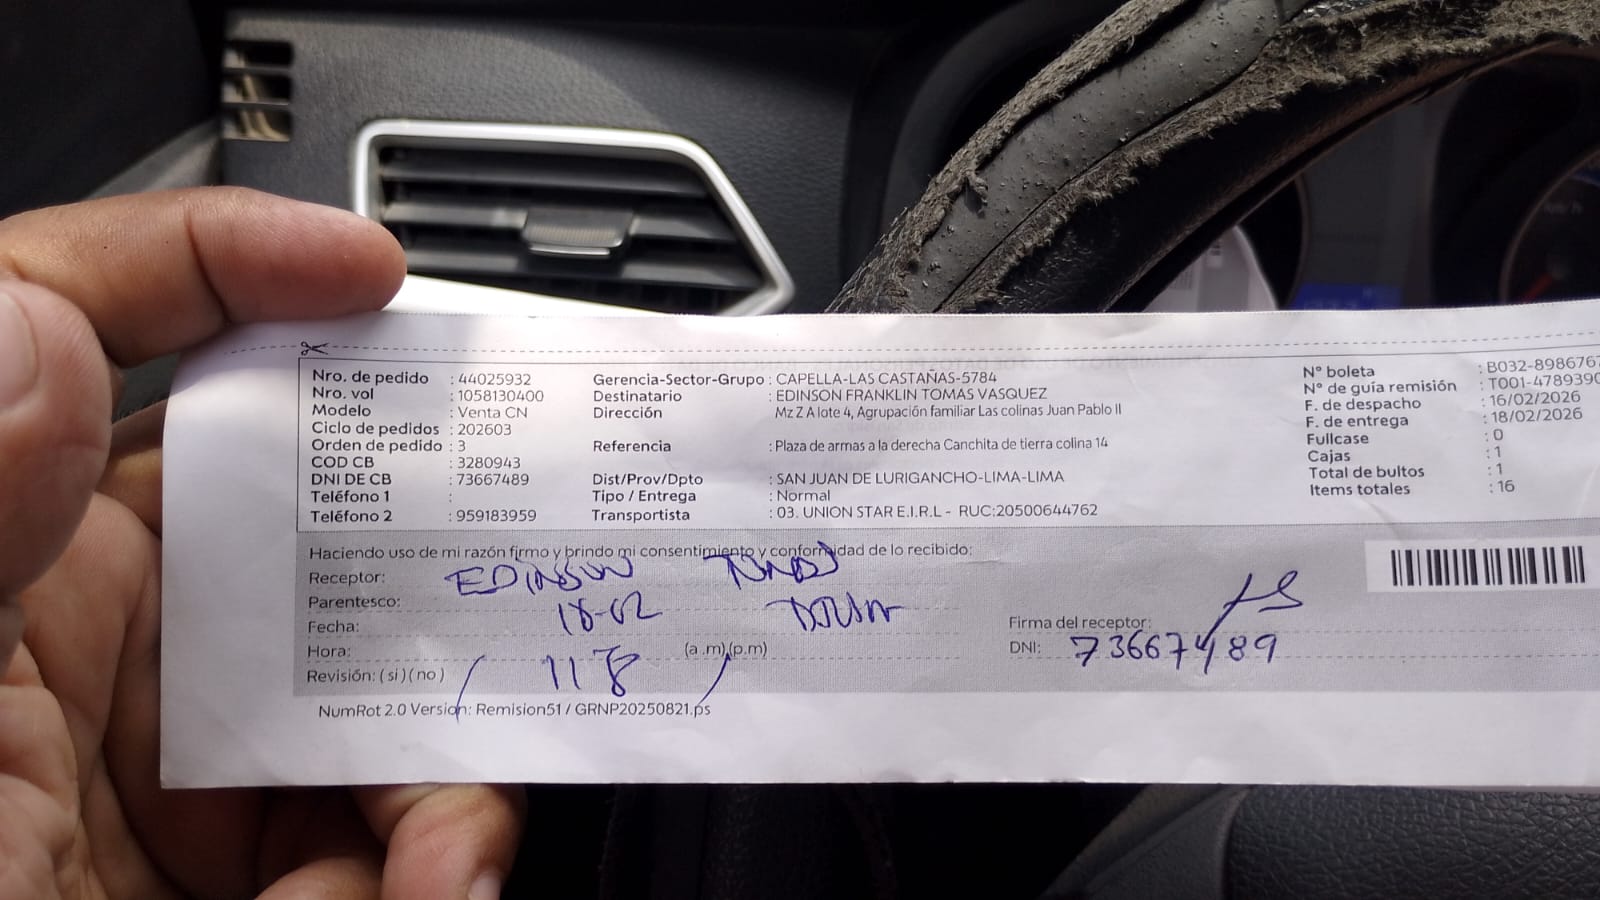 Nro. de pedido : 44025932
Nro. vol : 1058130400
Modelo : Venta CN
Ciclo de pedidos : 202603
Orden de pedido : 3
COD CB : 3280943
DNI DE CB : 73667489
Teléfono 1 :
Teléfono 2 : 959183959
Gerencia-Sector-Grupo : CAPELLA-LAS CASTAÑAS-5784
Destinatario : EDINSON FRANKLIN TOMAS VASQUEZ
Dirección Mz Z A lote 4, Agrupación familiar Las colinas Juan Pablo II
Referencia : Plaza de armas a la derecha Canchita de tierra colina 14
Dist/Prov/Dpto : SAN JUAN DE LURIGANCHO-LIMA-LIMA
Tipo / Entrega : Normal
Transportista : 03. UNION STAR E.I.R.L - RUC:20500644762
N° boleta : B032-8986767
N° de guía remisión : T001-4789390
F. de despacho : 16/02/2026
F. de entrega : 18/02/2026
Fullcase : 0
Cajas : 1
Total de bultos : 1
Items totales : 16
Haciendo uso de mi razón firmo y brindo mi consentimiento y conformidad de lo recibido:
Receptor: EDINSON TOMAS
Parentesco:
Fecha: 18-02
Hora: 11 (a .m)(p.m)
Revisión: ( si )( no )
Firma del receptor:
DNI: 73667489
NumRot 2.0 Version: Remision51 / GRNP20250821.ps